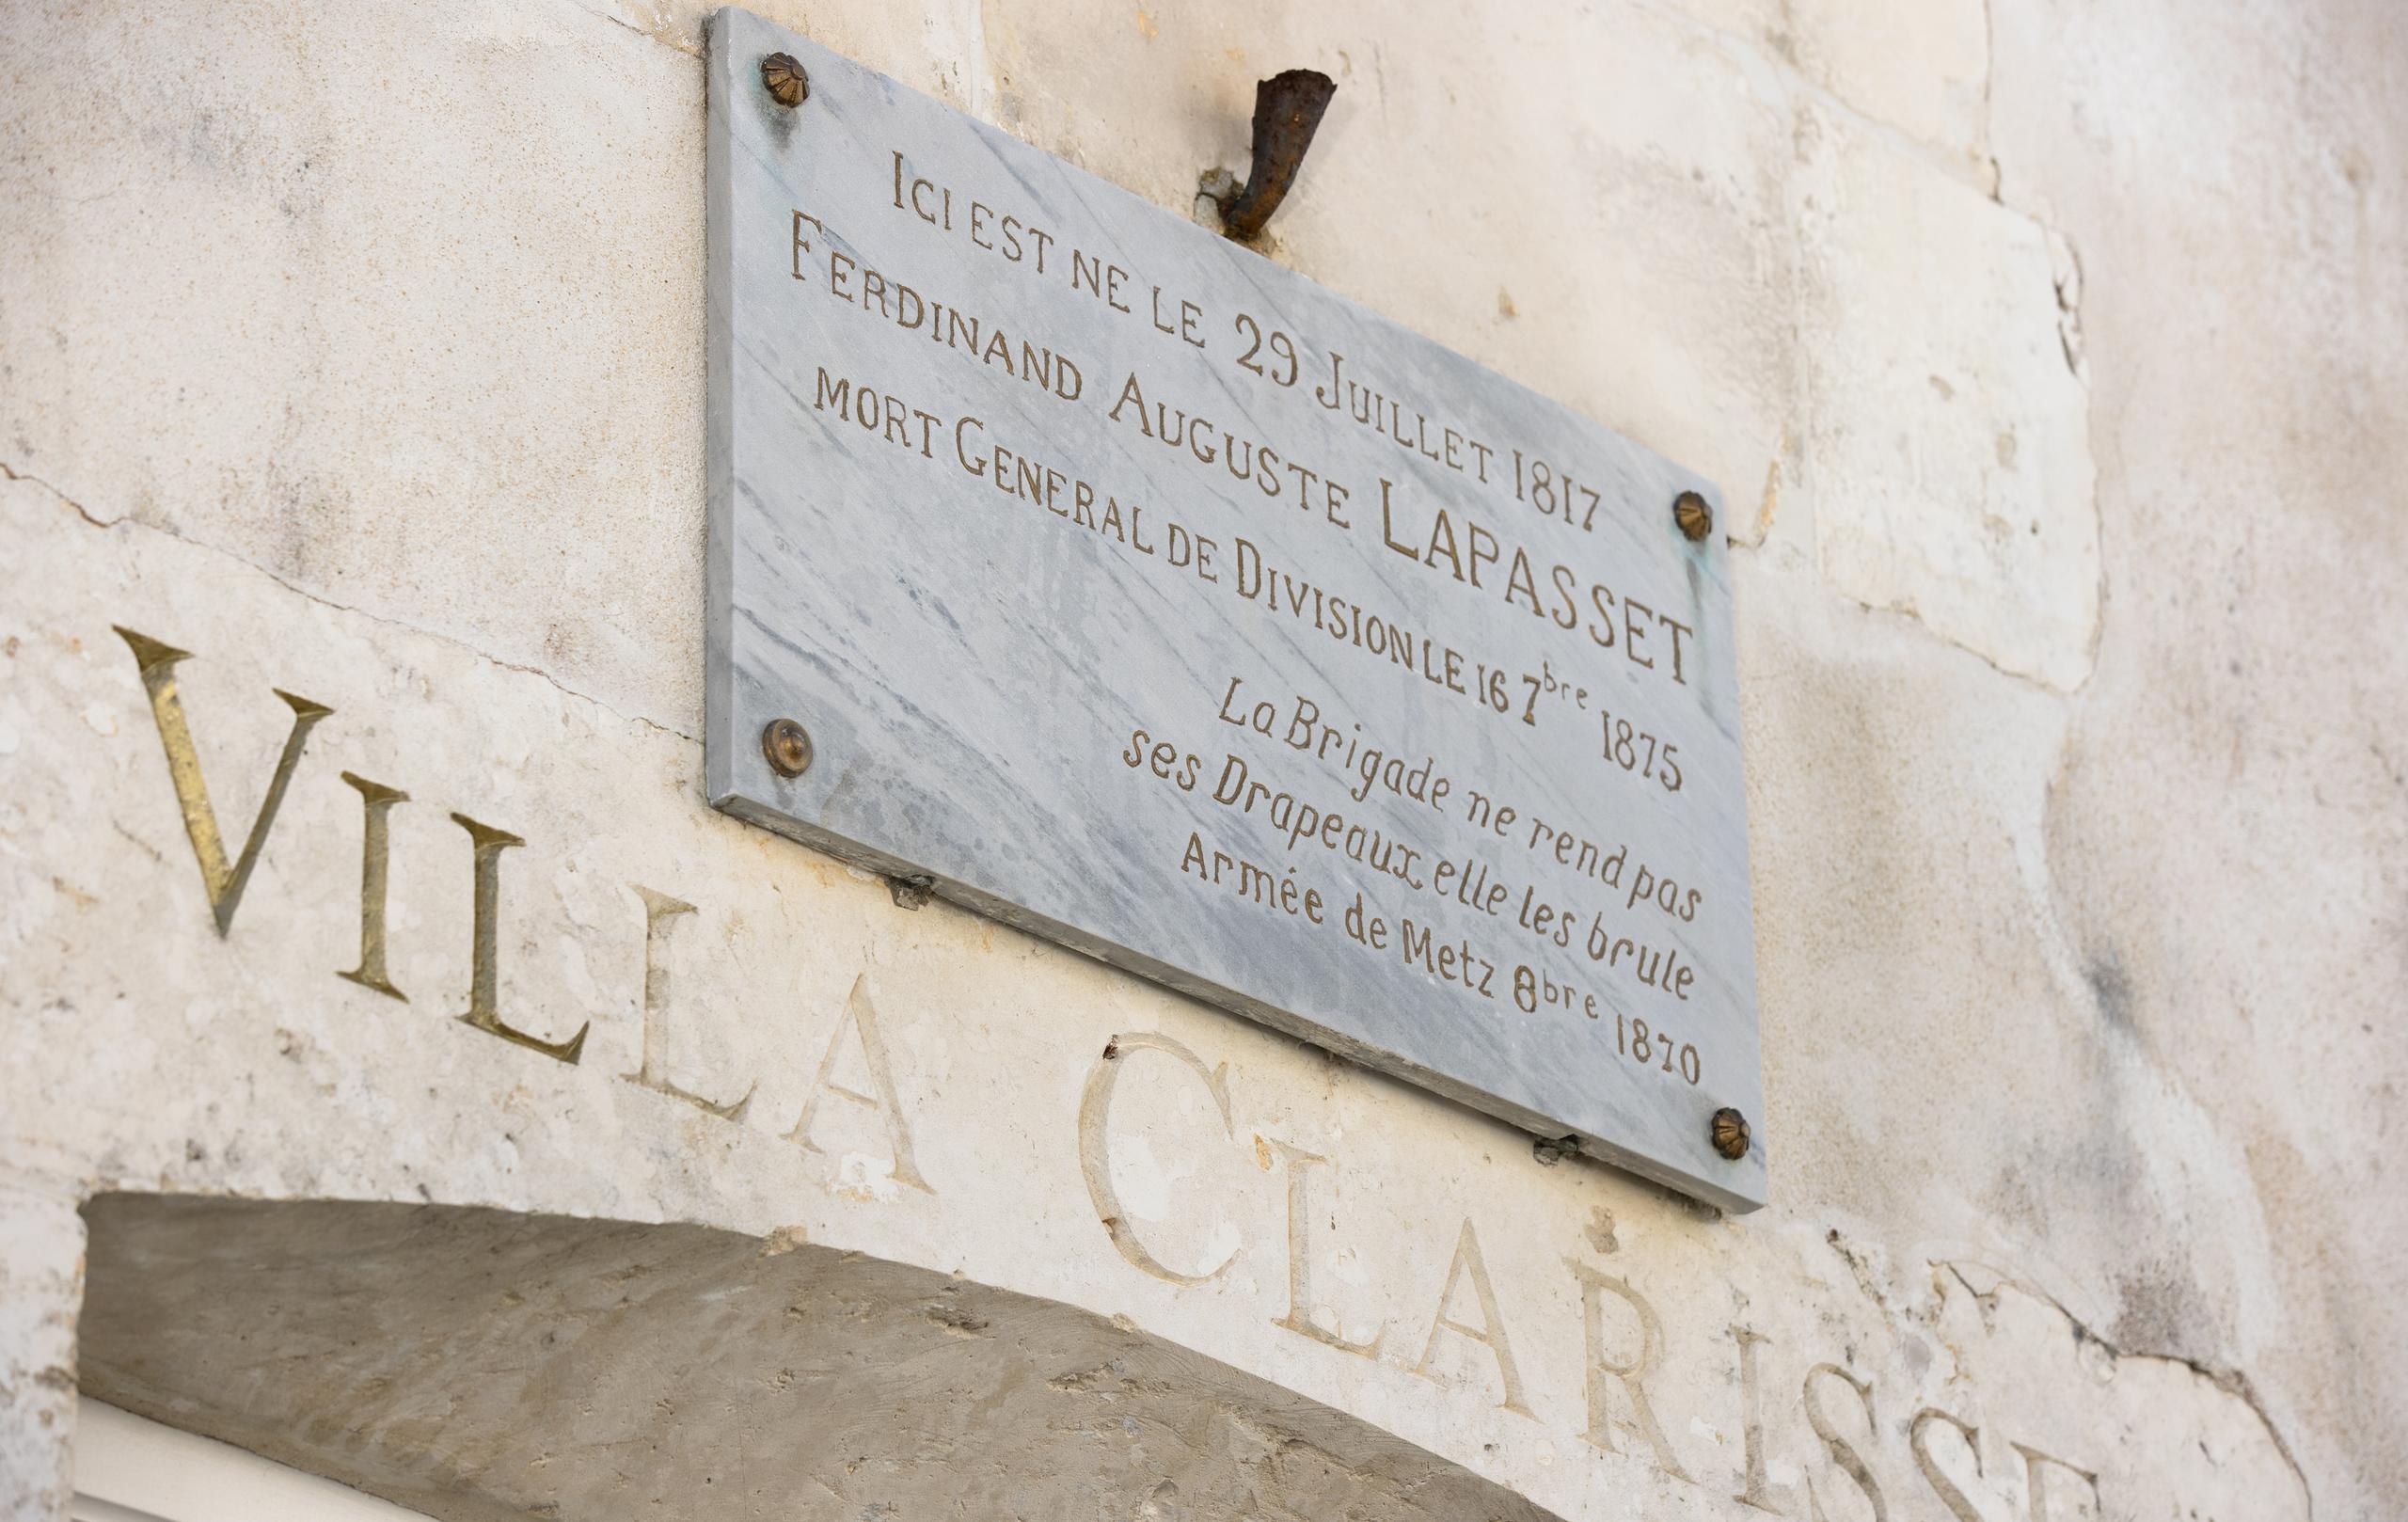 ICI EST NE LE 29 JUILLET 1817
FERDINAND AUGUSTE LAPASSET
MORT GENERAL DE DIVISION LE 16 7bre 1875
La Brigade ne rend pas
ses Drapeaux elle les brule
Armée de Metz 8bre 1870
VILLA CLARISSE